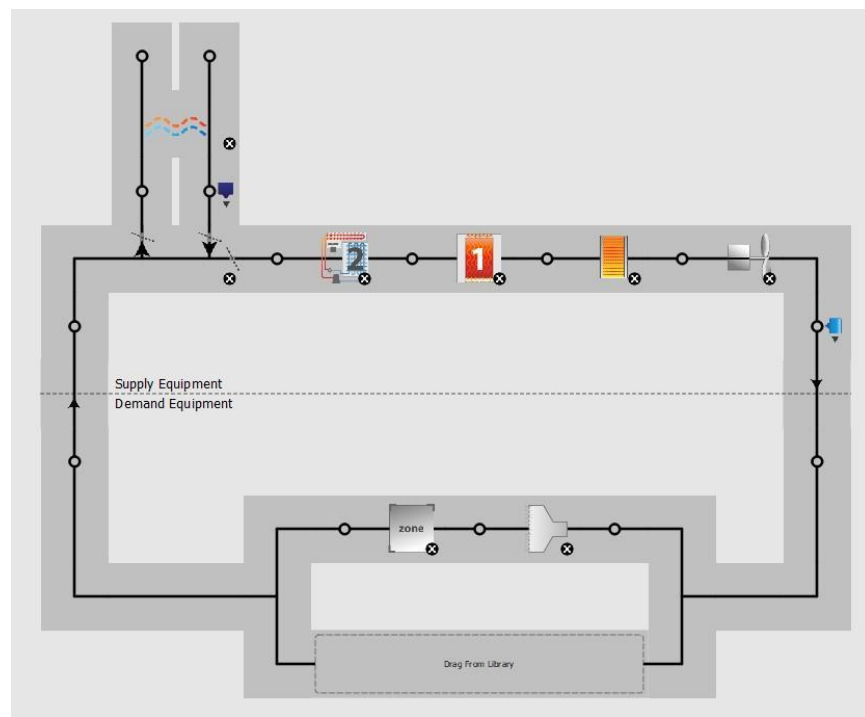 2
1
Supply Equipment
Demand Equipment
zone
Drag From Library